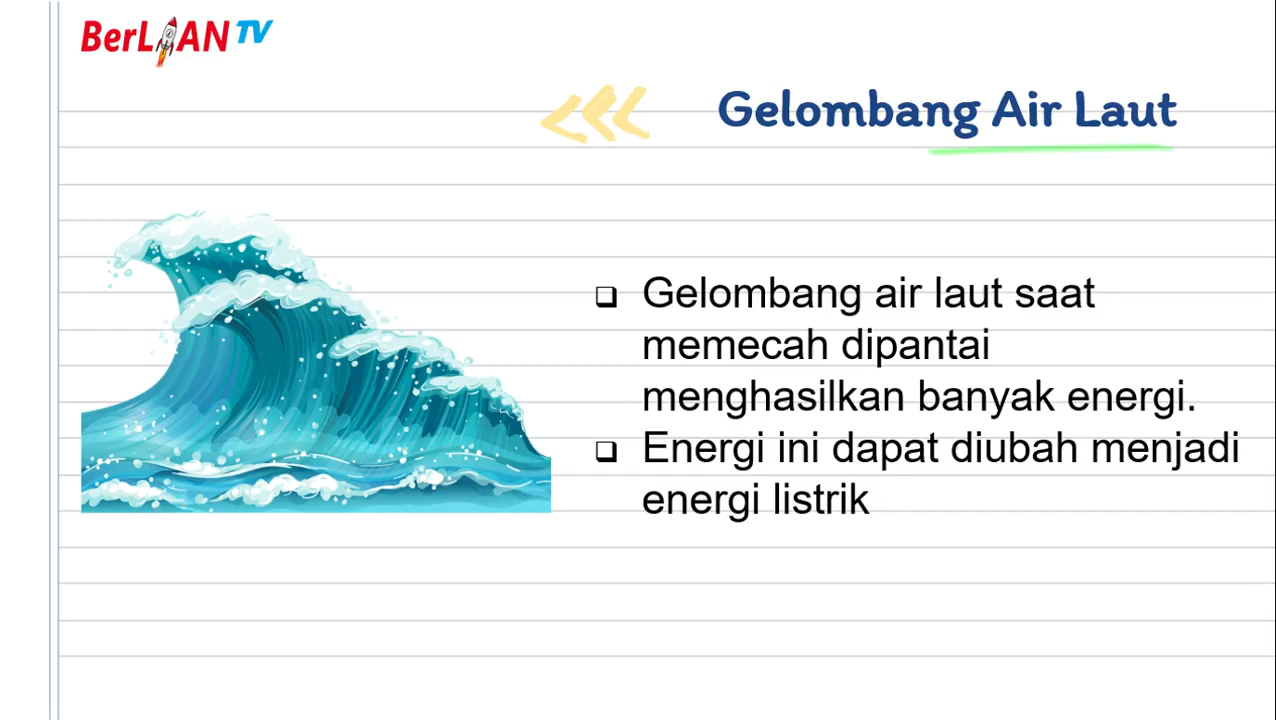 BerLIAN TV
Gelombang Air Laut
Gelombang air laut saat
memecah dipantai
menghasilkan banyak energi.
Energi ini dapat diubah menjadi
energi listrik